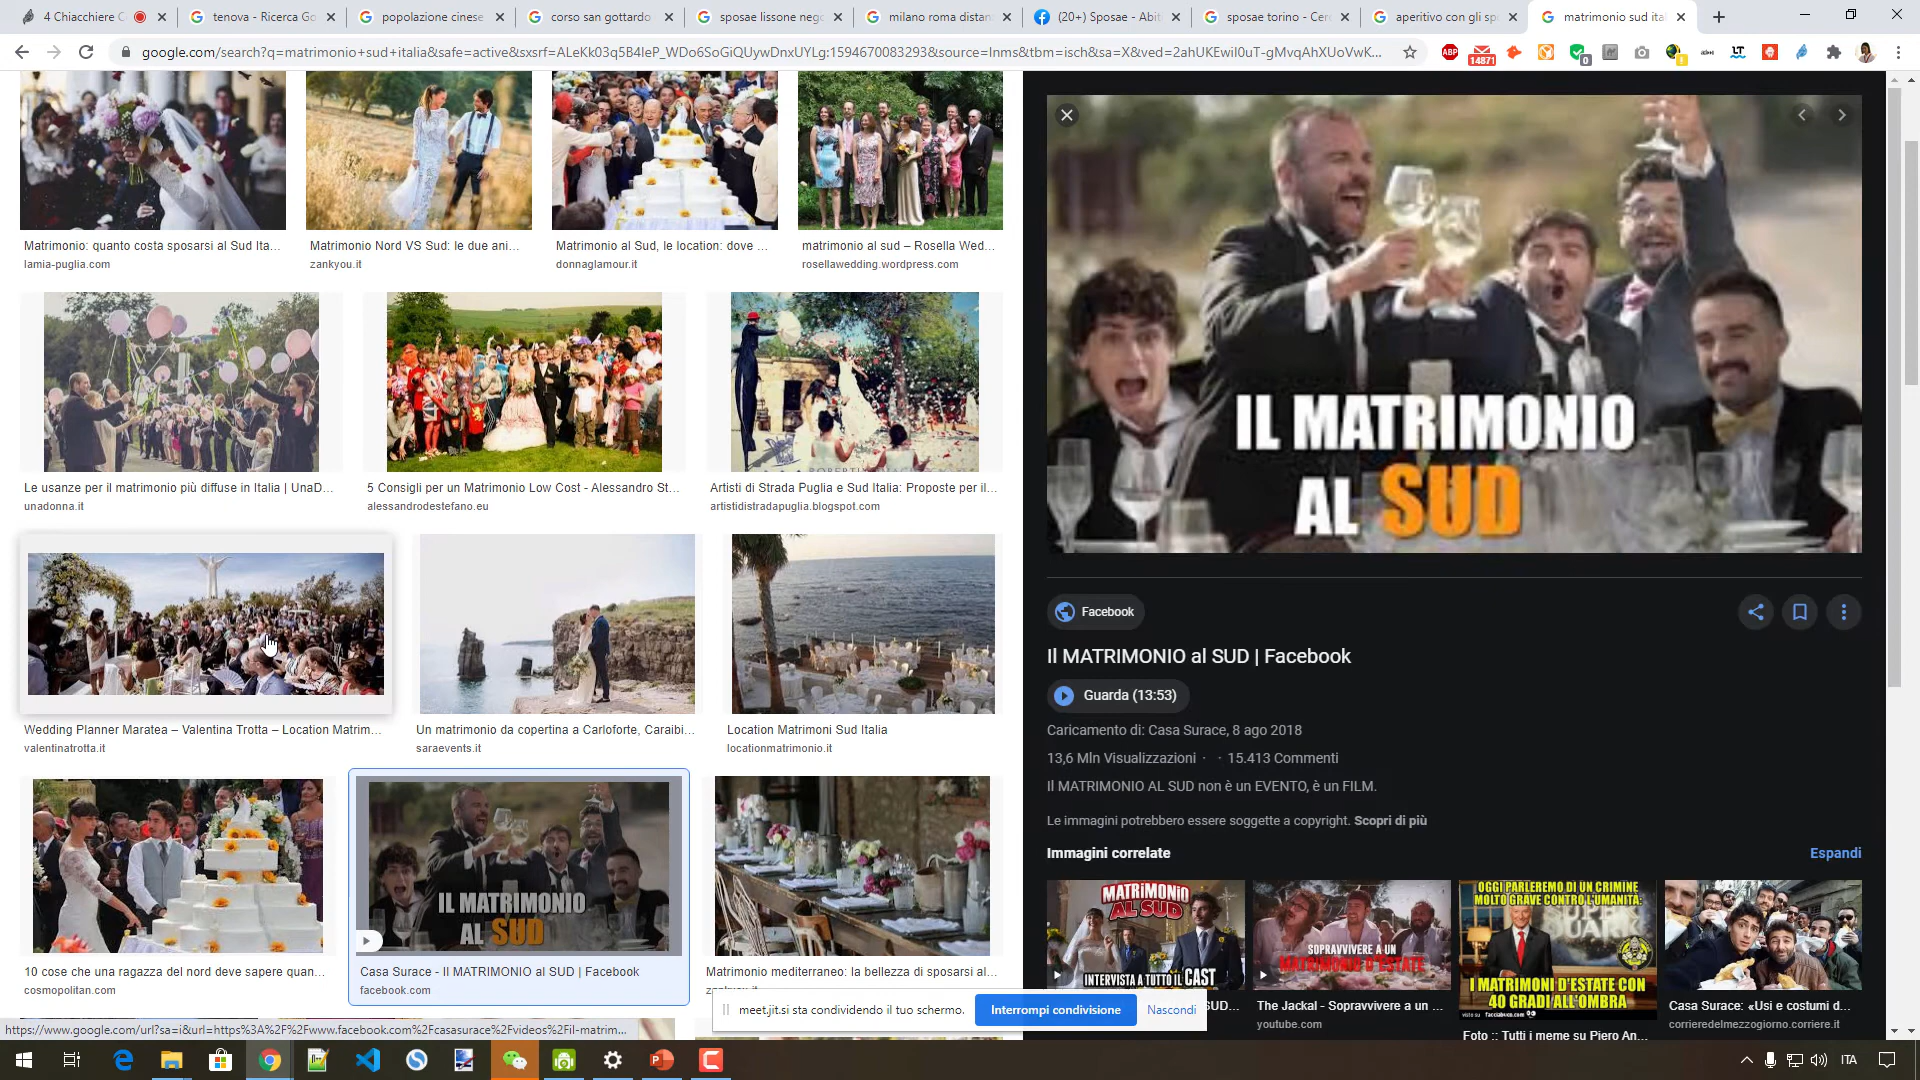 4 Chiacchiere C
tenova - Ricerca Go
popolazione cinese
corso san gottardo
sposae lissone neg
milano roma distan
(20+) Sposae - Abit
sposae torino - Cer
aperitivo con gli sp
matrimonio sud ital
google.com/search?q=matrimonio+sud+italia&safe=active&sxsrf=ALeKk03q5B4IeP_WDo6SoGiQUywDnxUYLg:1594670083293&source=lnms&tbm=isch&sa=X&ved=2ahUKEwiI0uT-gMvqAhXUoVwK...
ABP
14871
0
LT
Matrimonio: quanto costa sposarsi al Sud Ita...
lamia-puglia.com
Matrimonio Nord VS Sud: le due ani...
zankyou.it
Matrimonio al Sud, le location: dove ...
donnaglamour.it
matrimonio al sud – Rosella Wed...
rosellawedding.wordpress.com
Le usanze per il matrimonio più diffuse in Italia | UnaD...
unadonna.it
5 Consigli per un Matrimonio Low Cost - Alessandro St...
alessandrodestefano.eu
Artisti di Strada Puglia e Sud Italia: Proposte per il...
artistidistradapuglia.blogspot.com
Wedding Planner Maratea – Valentina Trotta – Location Matrim...
valentinatrotta.it
Un matrimonio da copertina a Carloforte, Caraibi...
saraevents.it
Location Matrimoni Sud Italia
locationmatrimonio.it
IL MATRIMONIO
AL SUD
10 cose che una ragazza del nord deve sapere quan...
cosmopolitan.com
Casa Surace - Il MATRIMONIO al SUD | Facebook
facebook.com
Matrimonio mediterraneo: la bellezza di sposarsi al...
IL MATRIMONIO
AL SUD
Facebook
Il MATRIMONIO al SUD | Facebook
Guarda (13:53)
Caricamento di: Casa Surace, 8 ago 2018
13,6 Mln Visualizzazioni · · 15.413 Commenti
Il MATRIMONIO AL SUD non è un EVENTO, è un FILM.
Le immagini potrebbero essere soggette a copyright. Scopri di più
Immagini correlate
Espandi
MATRIMONIO
AL SUD
INTERVISTA A TUTTO IL CAST
SOPRAVVIVERE A UN
MATRIMONIO D'ESTATE
OGGI PARLEREMO DI UN CRIMINE
MOLTO GRAVE CONTRO L'UMANITÀ:
I MATRIMONI D'ESTATE CON
40 GRADI ALL'OMBRA
SUD...
The Jackal - Sopravvivere a un ...
youtube.com
Foto :: Tutti i meme su Piero An...
Casa Surace: «Usi e costumi d...
corrieredelmezzogiorno.corriere.it
meet.jit.si sta condividendo il tuo schermo.
Interrompi condivisione
Nascondi
https://www.google.com/url?sa=i&url=https%3A%2F%2Fwww.facebook.com%2Fcasasurace%2Fvideos%2Fil-matrim...
ITA